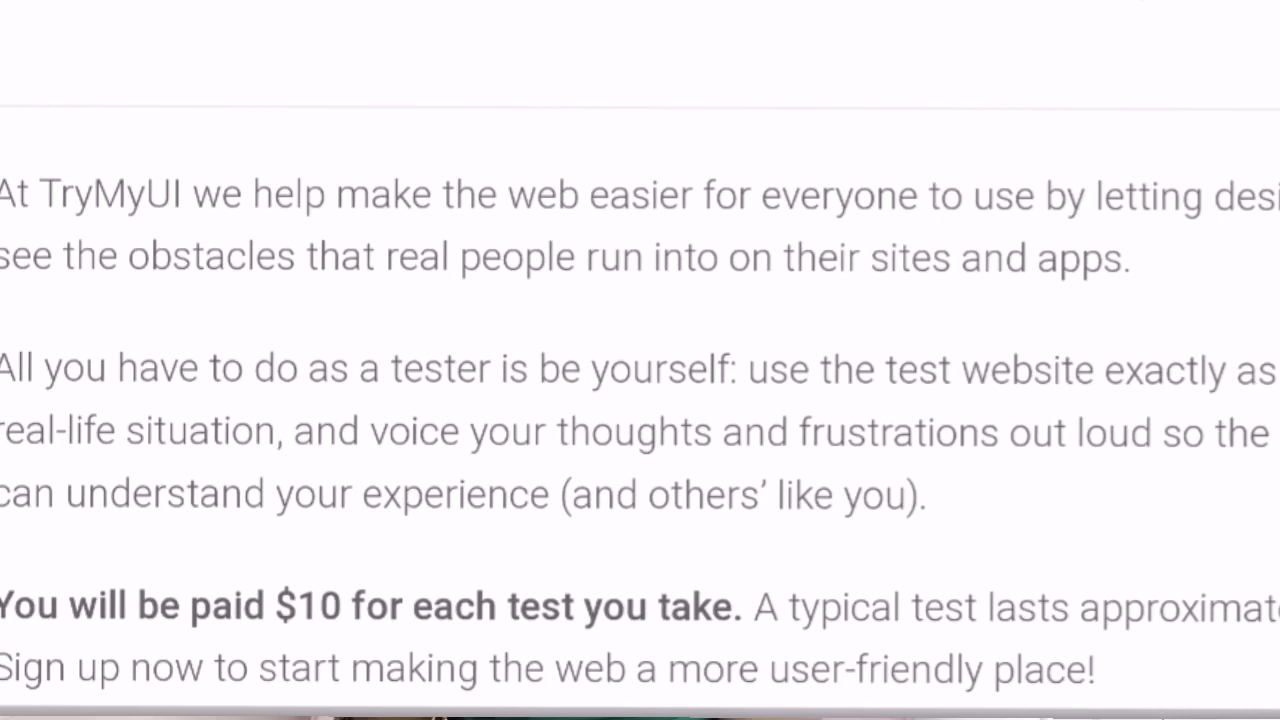 At TryMyUI we help make the web easier for everyone to use by letting desi
see the obstacles that real people run into on their sites and apps.
All you have to do as a tester is be yourself: use the test website exactly as
real-life situation, and voice your thoughts and frustrations out loud so the
can understand your experience (and others’ like you).
You will be paid $10 for each test you take. A typical test lasts approximat
Sign up now to start making the web a more user-friendly place!